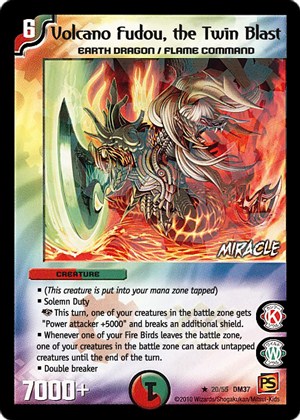 6
Volcano Fudou, the Twin Blast
EARTH DRAGON / FLAME COMMAND
MIRACLE
CREATURE
(This creature is put into your mana zone tapped)
Solemn Duty
This turn, one of your creatures in the battle zone gets
"Power attacker +5000" and breaks an additional shield.
Whenever one of your Fire Birds leaves the battle zone,
one of your creatures in the battle zone can attack untapped
creatures until the end of the turn.
Double breaker
K
W
7000+
1
★ 20/55 DM37
PS
©2010 Wizards/Shogakukan/Mitsui-Kids